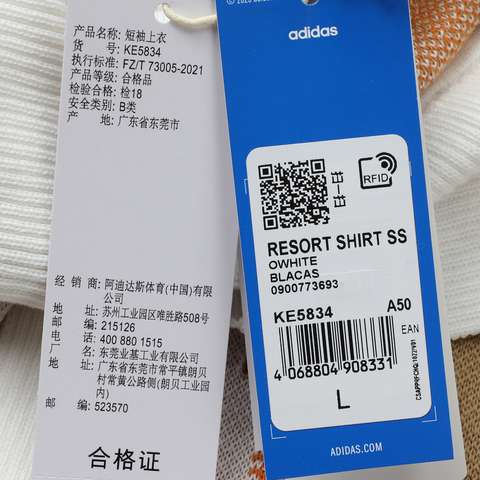 产品名称: 短袖上衣
货 号: KE5834
执行标准: FZ/T 73005-2021
产品等级: 合格品
检验合格: 检18
安全类别: B类
产 地: 广东省东莞市
经 销 商: 阿迪达斯体育(中国)有限
公司
地 址: 苏州工业园区唯胜路508号
邮 编: 215126
电 话: 400 880 1515
厂 名: 东莞业基工业有限公司
厂 址: 广东省东莞市常平镇朗贝
村常黄公路侧(朗贝工业园
内)
邮 编: 523570
合格证
adidas
RFID
RESORT SHIRT SS
OWHITE
BLACAS
0900773693
KE5834 A50
EAN
4 068804 908331
L
ADIDAS.COM